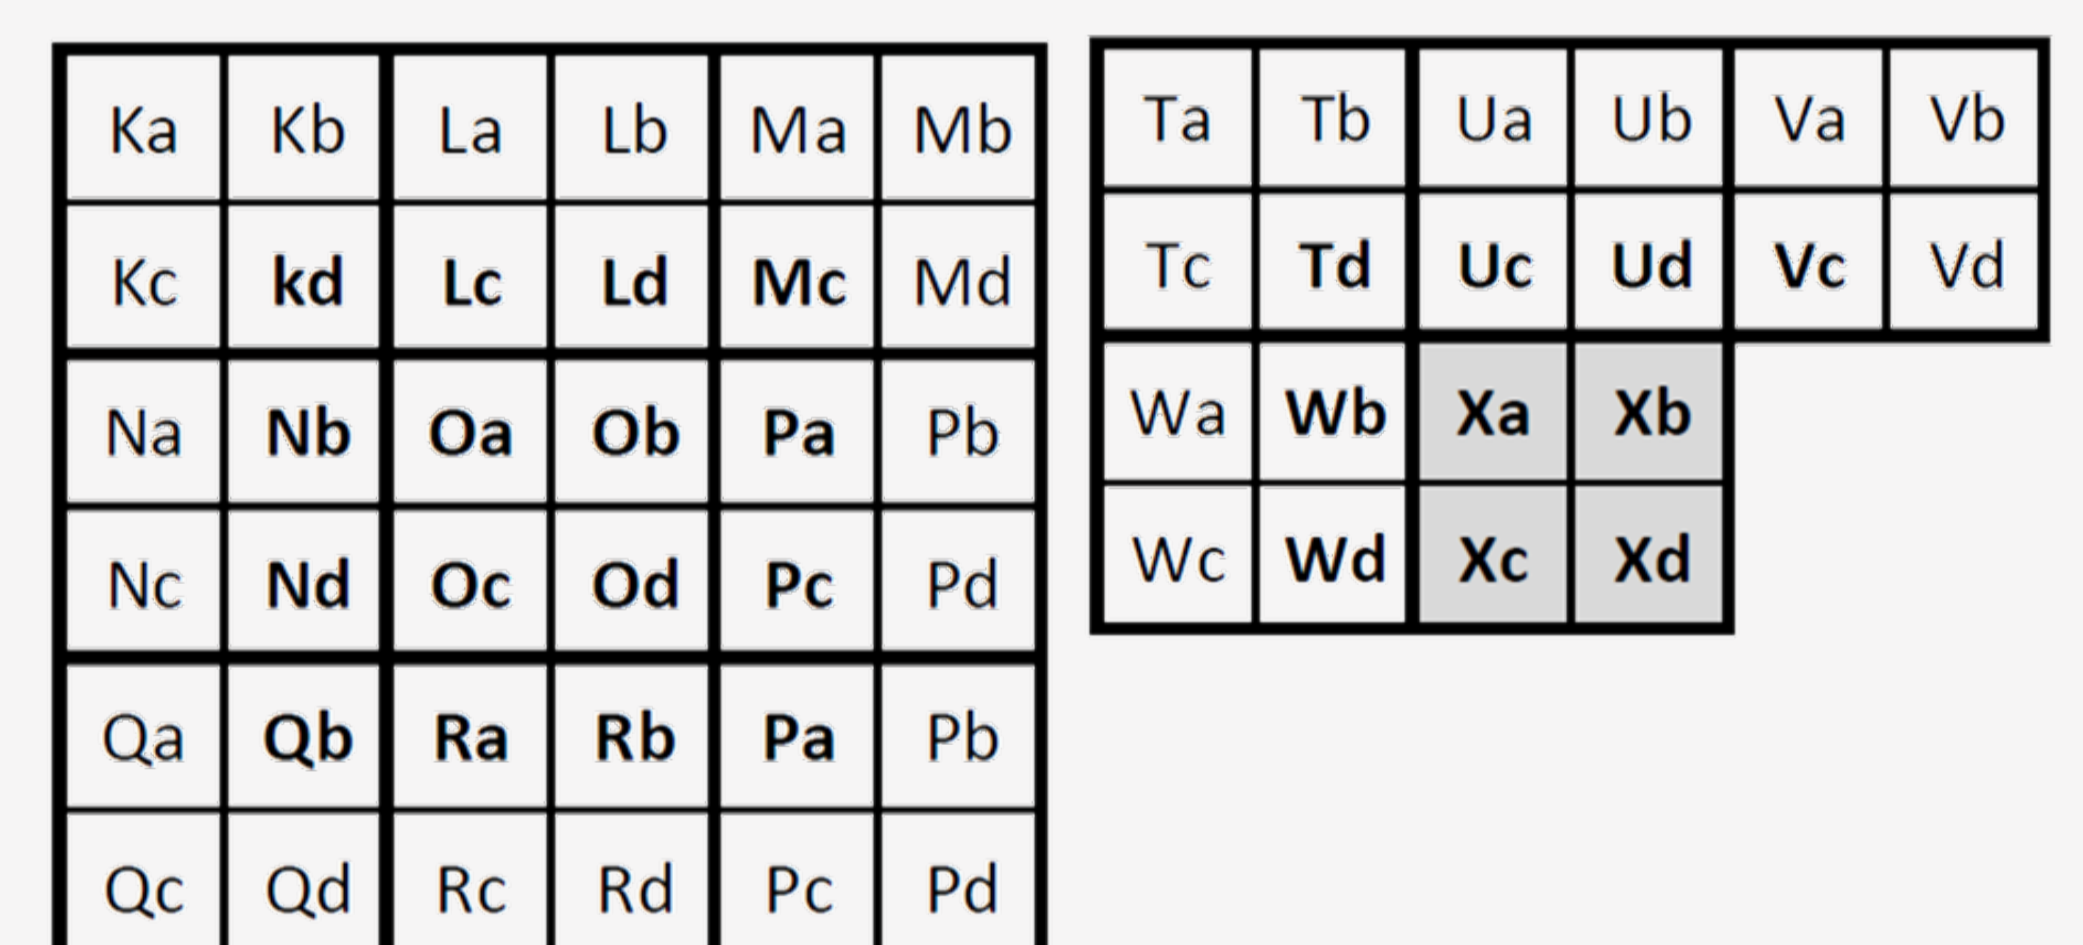 Ka Kb La Lb Ma Mb
Kc kd Lc Ld Mc Md
Na Nb Oa Ob Pa Pb
Nc Nd Oc Od Pc Pd
Qa Qb Ra Rb Pa Pb
Qc Qd Rc Rd Pc Pd
Ta Tb Ua Ub Va Vb
Tc Td Uc Ud Vc Vd
Wa Wb Xa Xb
Wc Wd Xc Xd